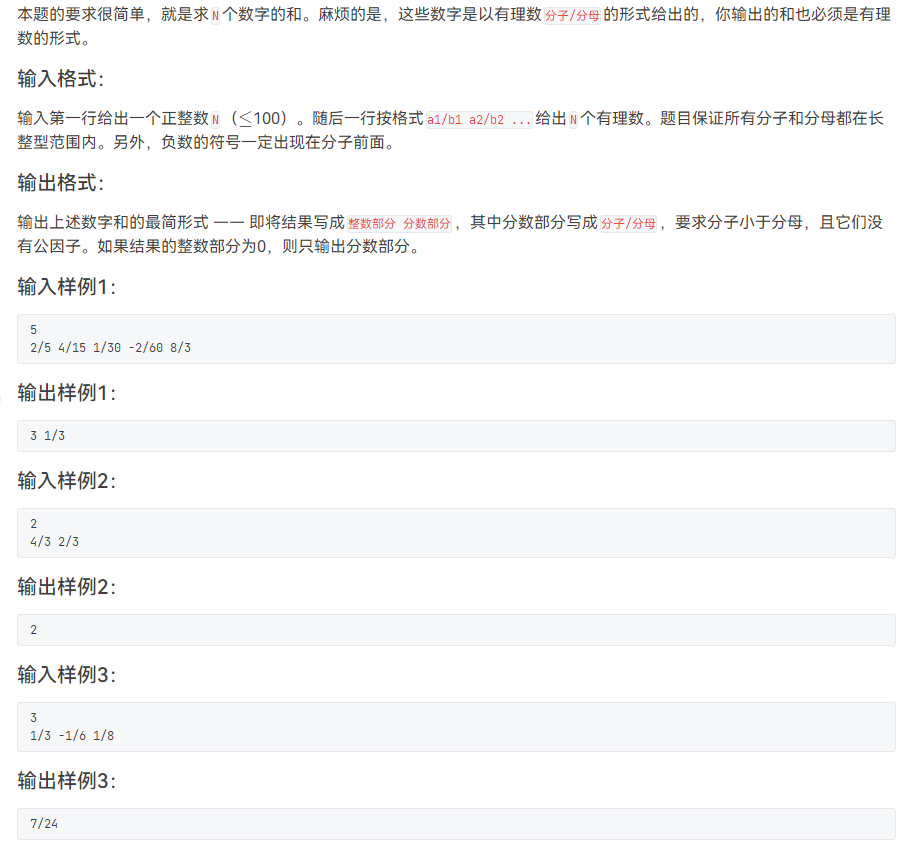 本题的要求很简单，就是求N个数字的和。麻烦的是，这些数字是以有理数分子/分母的形式给出的，你输出的和也必须是有理
数的形式。
输入格式：
输入第一行给出一个正整数N（≤100）。随后一行按格式a1/b1 a2/b2 ...给出N个有理数。题目保证所有分子和分母都在长
整型范围内。另外，负数的符号一定出现在分子前面。
输出格式：
输出上述数字和的最简形式 —— 即将结果写成整数部分 分数部分，其中分数部分写成分子/分母，要求分子小于分母，且它们没
有公因子。如果结果的整数部分为0，则只输出分数部分。
输入样例1：
5
2/5 4/15 1/30 -2/60 8/3
输出样例1：
3 1/3
输入样例2：
2
4/3 2/3
输出样例2：
2
输入样例3：
3
1/3 -1/6 1/8
输出样例3：
7/24